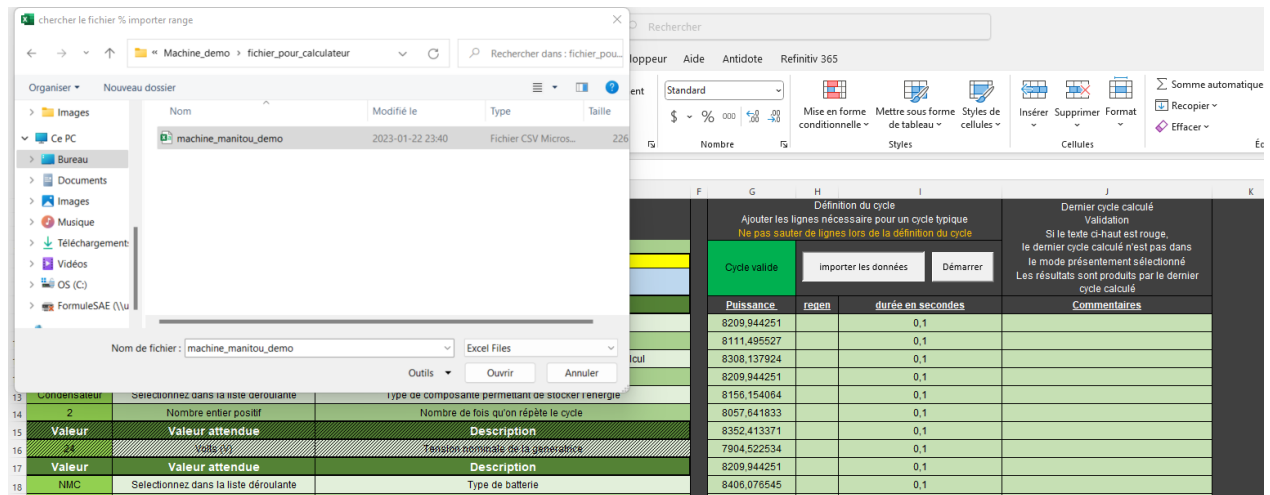 chercher le fichier % importer range
« Machine_demo › fichier_pour_calculateur
Rechercher dans : fichier_pou...
Organiser
Nouveau dossier
Nom
Modifié le
Type
Taille
Images
Ce PC
Bureau
Documents
Images
Musique
Téléchargement
Vidéos
OS (C:)
FormuleSAE (\\u
machine_manitou_demo
2023-01-22 23:40
Fichier CSV Micros...
226
Nom de fichier : machine_manitou_demo
Excel Files
Outils
Ouvrir
Annuler
Rechercher
loppeur Aide Antidote Refinitiv 365
ent
Standard
$ % 000
Nombre
Mise en forme conditionnelle
Mettre sous forme de tableau
Styles de cellules
Styles
Insérer Supprimer Format
Cellules
Somme automatique
Recopier
Effacer
Éc
F G H I J K
Définition du cycle
Ajouter les lignes nécessaire pour un cycle typique
Ne pas sauter de lignes lors de la définition du cycle
Dernier cycle calculé
Validation
Si le texte ci-haut est rouge,
le dernier cycle calculé n'est pas dans
le mode présentement sélectionné
Les résultats sont produits par le dernier
cycle calculé
Cycle valide
importer les données
Démarrer
Puissance regen durée en secondes Commentaires
8209,944251 0,1
8111,495527 0,1
lcul 8308,137924 0,1
8209,944251 0,1
13 Condensateur Selectionnez dans la liste déroulante Type de composante permettant de stocker l'énergie 8156,154064 0,1
14 2 Nombre entier positif Nombre de fois qu'on répète le cycle 8057,641833 0,1
15 Valeur Valeur attendue Description 8352,413371 0,1
16 24 Volts (V) Tension nominale de la generatrice 7904,522534 0,1
17 Valeur Valeur attendue Description 8209,944251 0,1
18 NMC Selectionnez dans la liste déroulante Type de batterie 8406,076545 0,1